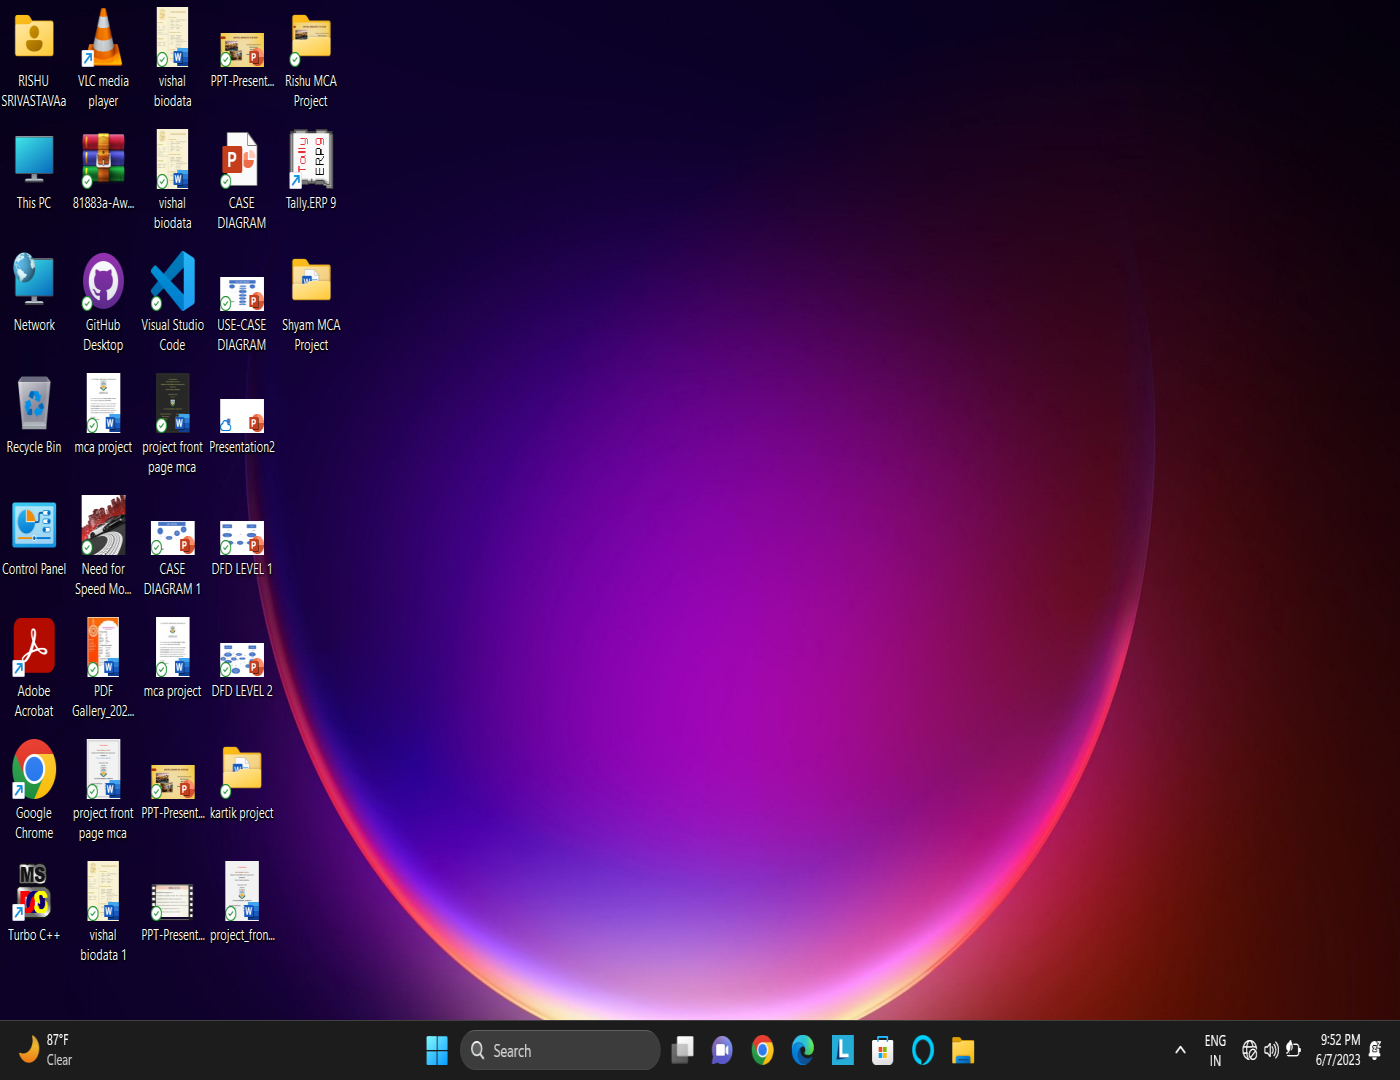 RISHU
SRIVASTAVAa
VLC media
player
vishal
biodata
PPT-Present...
Rishu MCA
Project
This PC
81883a-Aw...
vishal
biodata
CASE
DIAGRAM
Tally ERP9
Tally.ERP 9
Network
GitHub
Desktop
Visual Studio
Code
USE-CASE
DIAGRAM
Shyam MCA
Project
Recycle Bin
mca project
project front
page mca
Presentation2
Control Panel
Need for
Speed Mo...
CASE
DIAGRAM 1
DFD LEVEL 1
Adobe
Acrobat
PDF
Gallery_202...
mca project
DFD LEVEL 2
Google
Chrome
project front
page mca
PPT-Present...
kartik project
MS
Turbo C++
vishal
biodata 1
PPT-Present...
project_fron...
87°F
Clear
Search
ENG
IN
9:52 PM
6/7/2023